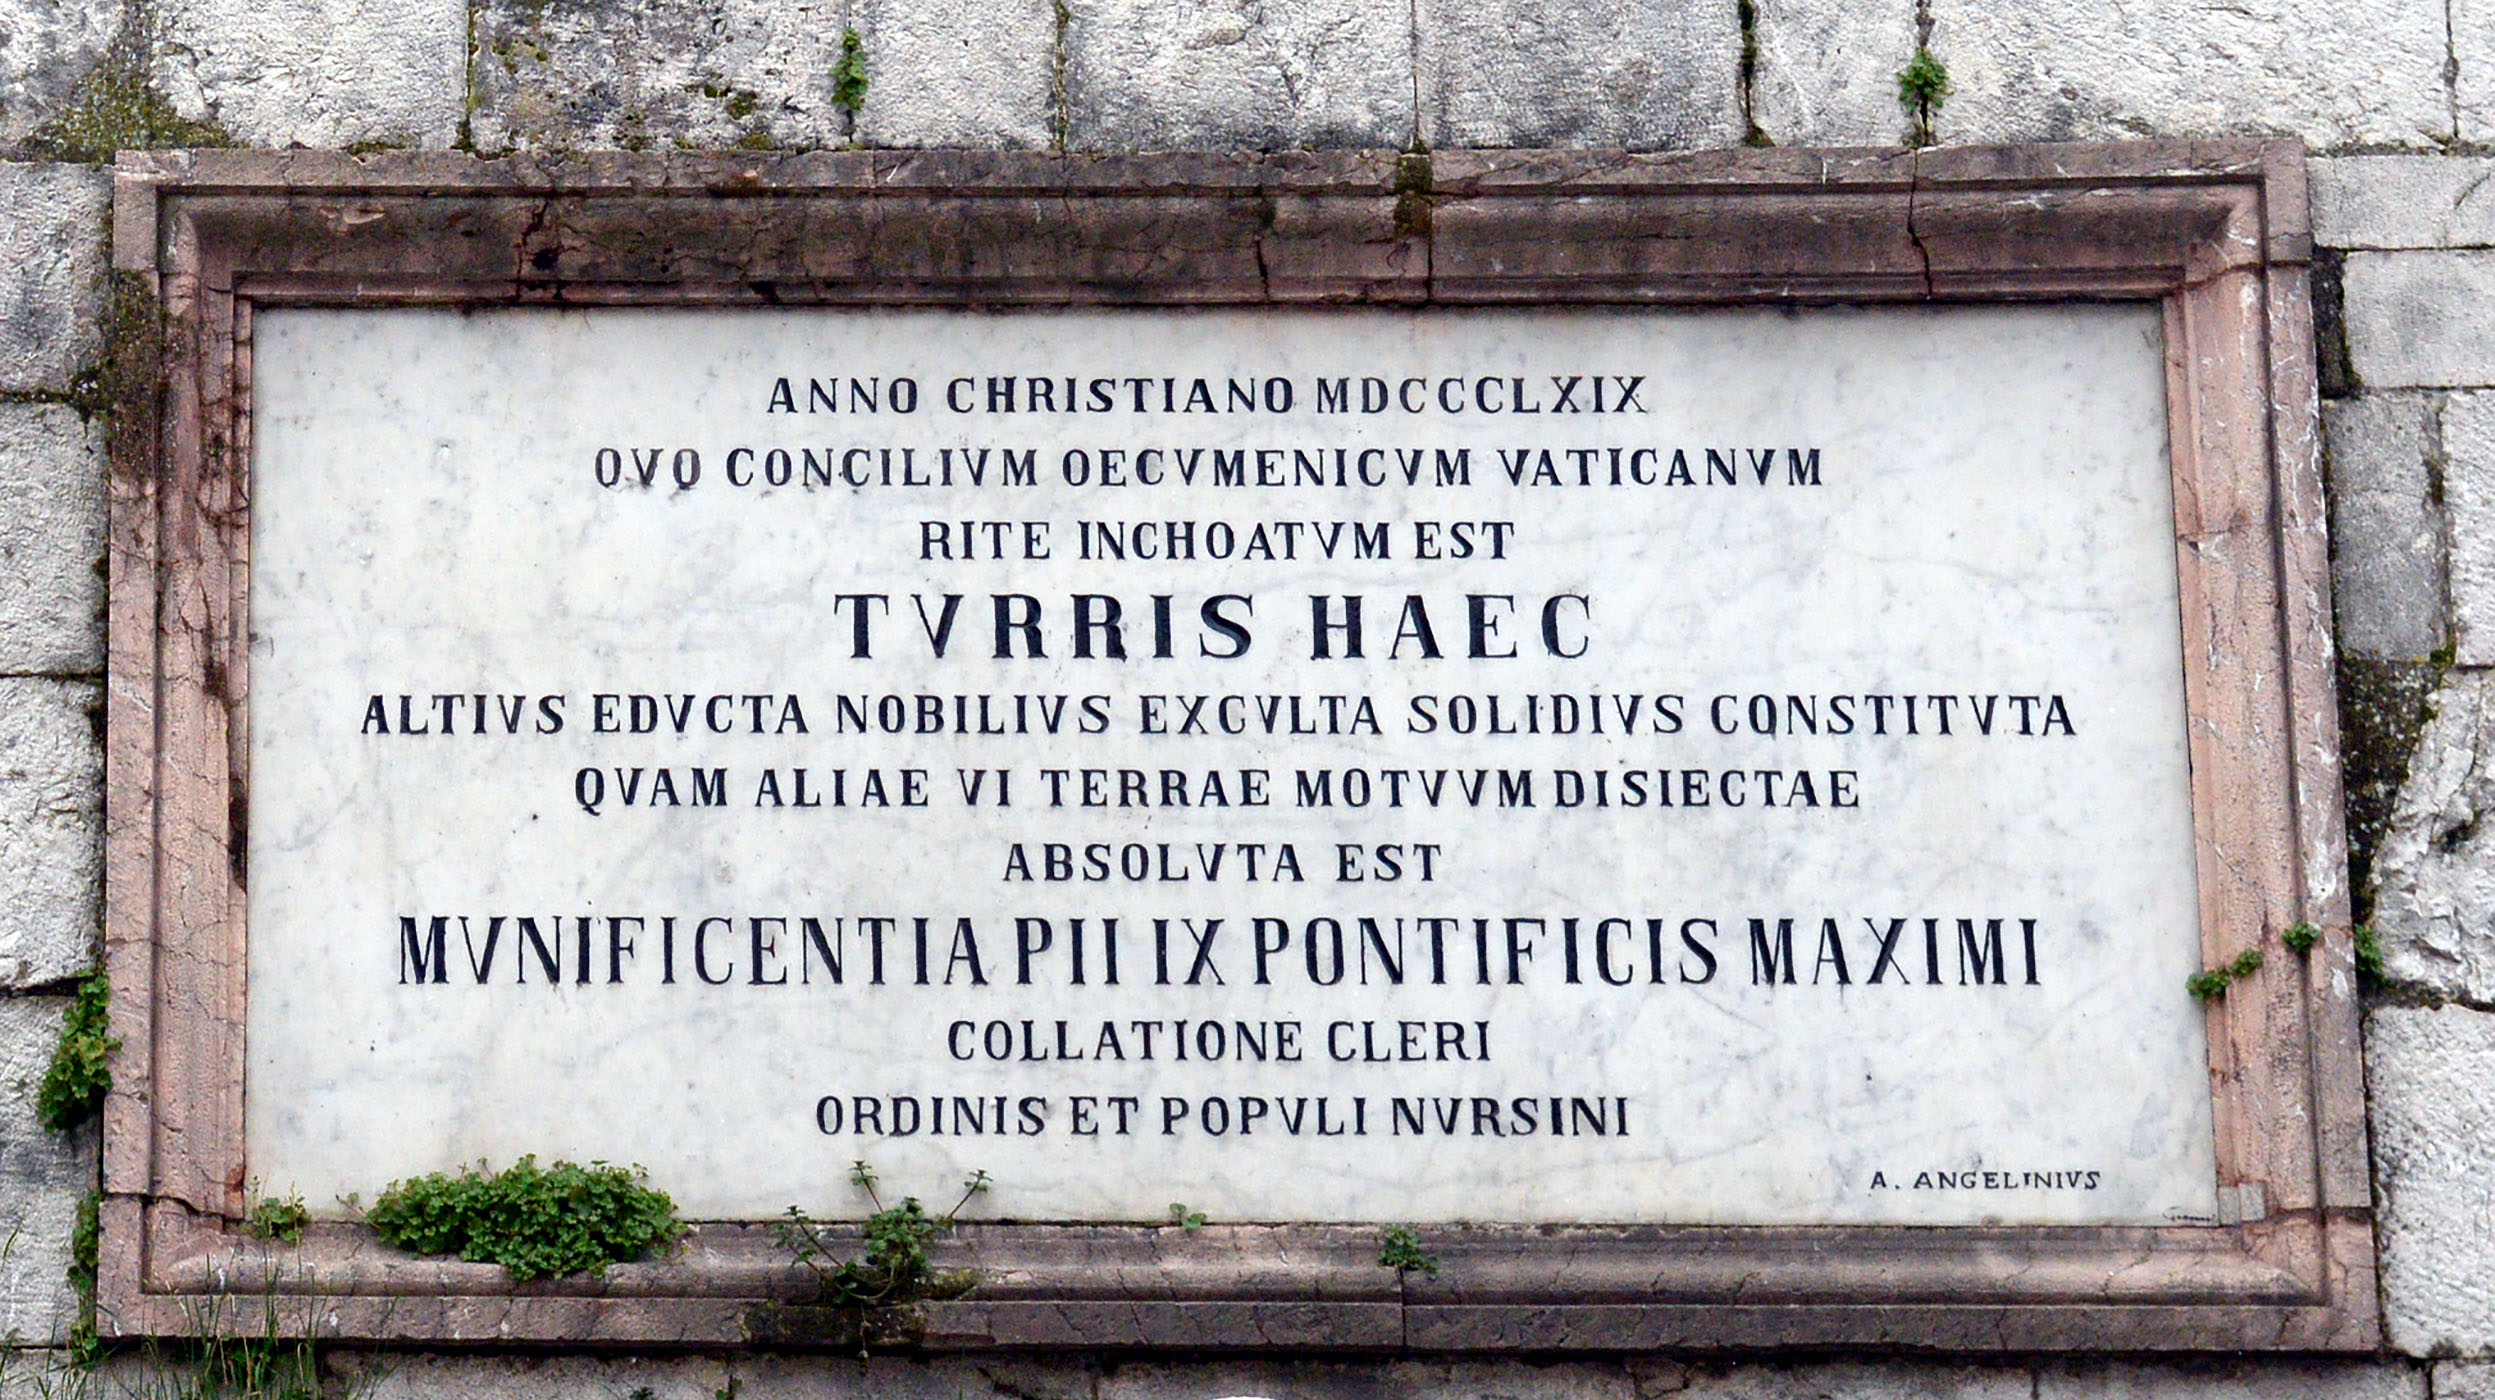 ANNO CHRISTIANO MDCCCLXIX
QVO CONCILIVM OECVMENICVM VATICANVM
RITE INCHOATVM EST
TVRRIS HAEC
ALTIVS EDVCTA NOBILIVS EXCVLTA SOLIDIVS CONSTITVTA
QVAM ALIAE VI TERRAE MOTVVM DISIECTAE
ABSOLVTA EST
MVNIFICENTIA PII IX PONTIFICIS MAXIMI
COLLATIONE CLERI
ORDINIS ET POPVLI NVRSINI
A. ANGELINIVS